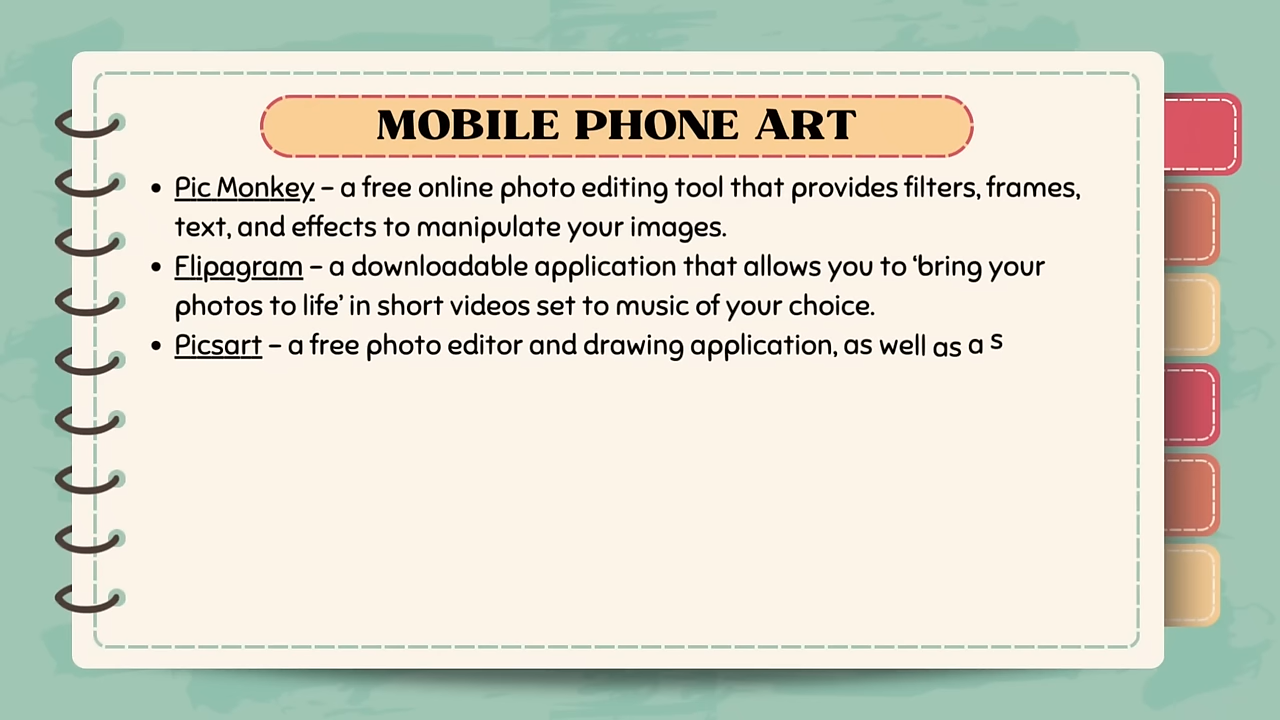 MOBILE PHONE ART
• Pic Monkey – a free online photo editing tool that provides filters, frames,
text, and effects to manipulate your images.
• Flipagram – a downloadable application that allows you to ‘bring your
photos to life’ in short videos set to music of your choice.
• Picsart – a free photo editor and drawing application, as well as a s